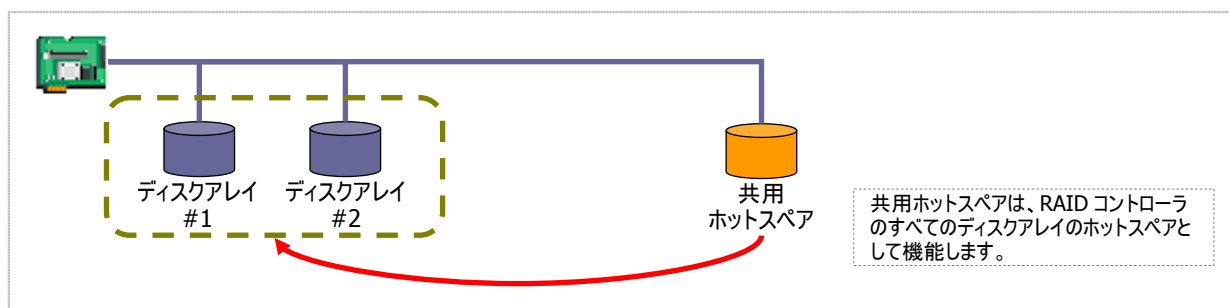 ディスクアレイ
#1
ディスクアレイ
#2
共用
ホットスペア
共用ホットスペアは、RAID コントローラ
のすべてのディスクアレイのホットスペアと
して機能します。